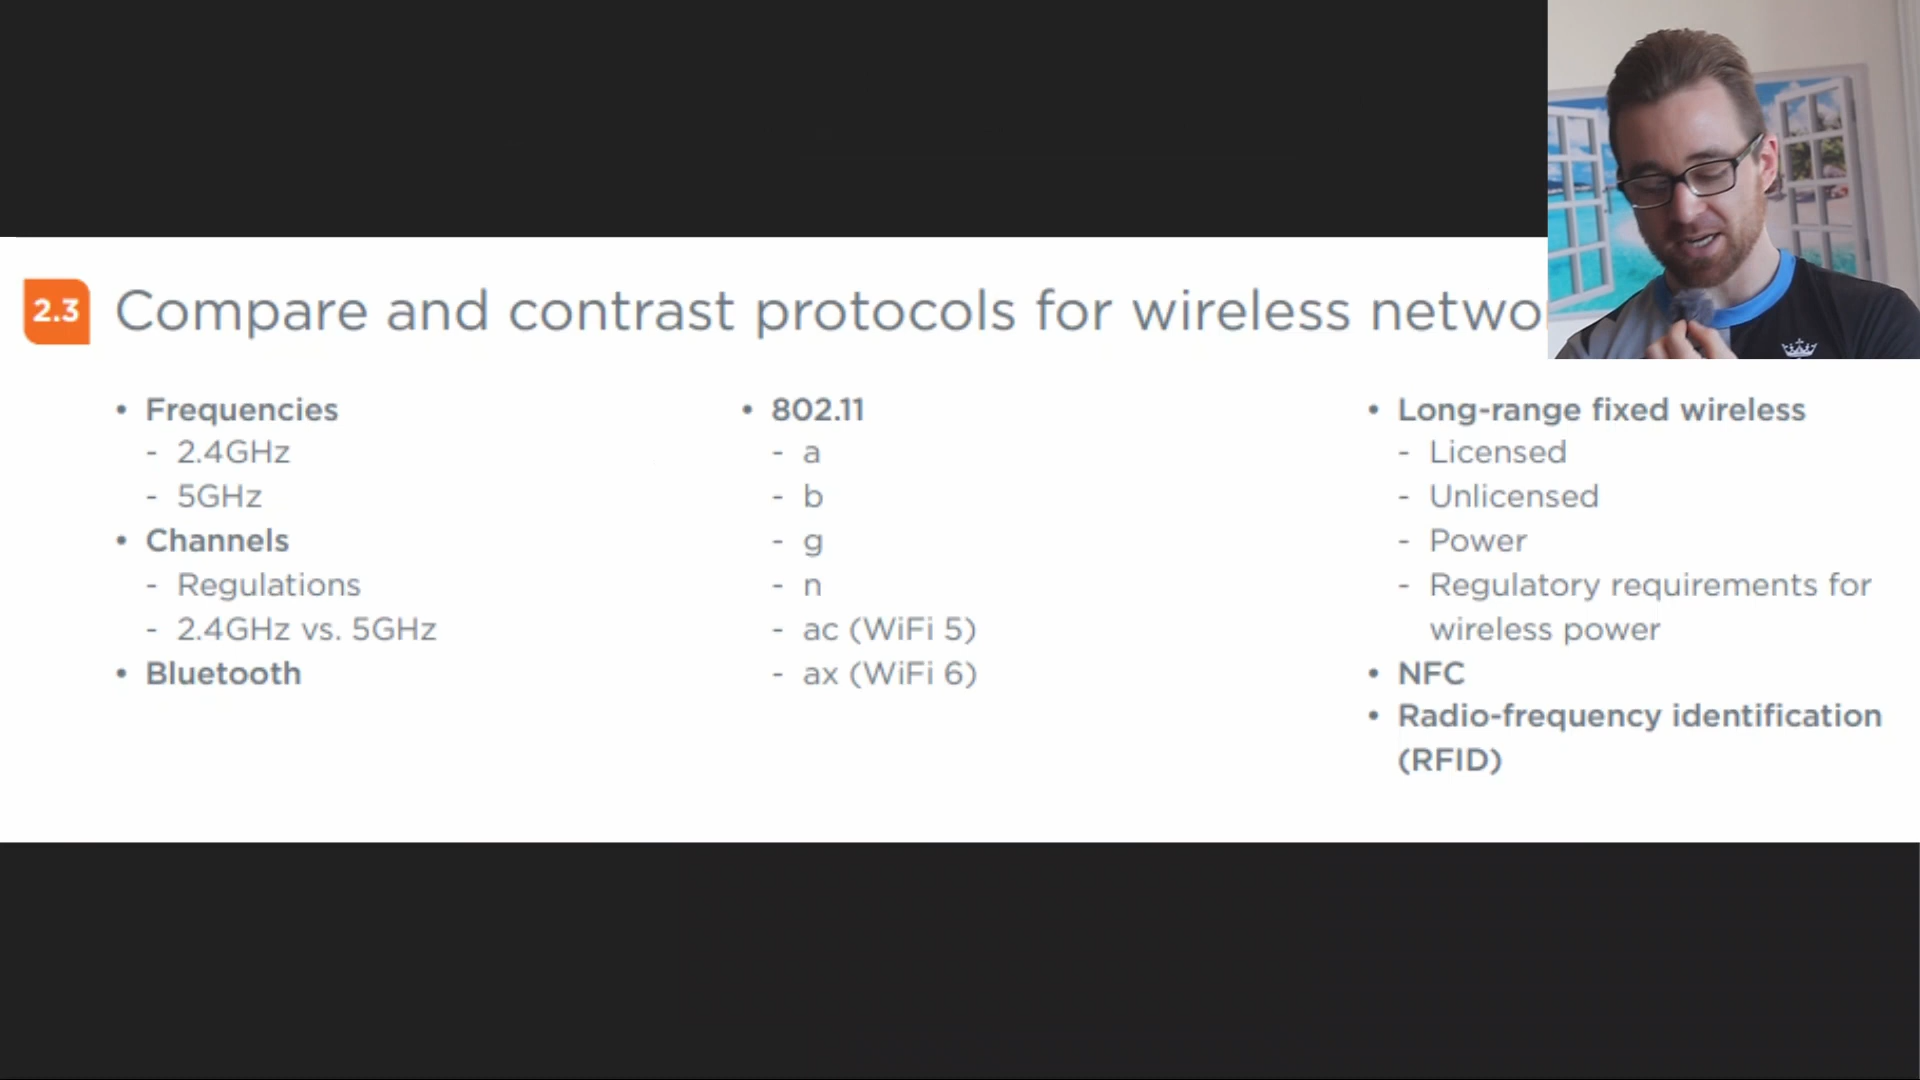 2.3 Compare and contrast protocols for wireless
• Frequencies
- 2.4GHz
- 5GHz
• Channels
- Regulations
- 2.4GHz vs. 5GHz
• Bluetooth
• 802.11
- a
- b
- g
- n
- ac (WiFi 5)
- ax (WiFi 6)
• Long-range fixed wireless
- Licensed
- Unlicensed
- Power
- Regulatory requirements for
wireless power
• NFC
• Radio-frequency identification
(RFID)